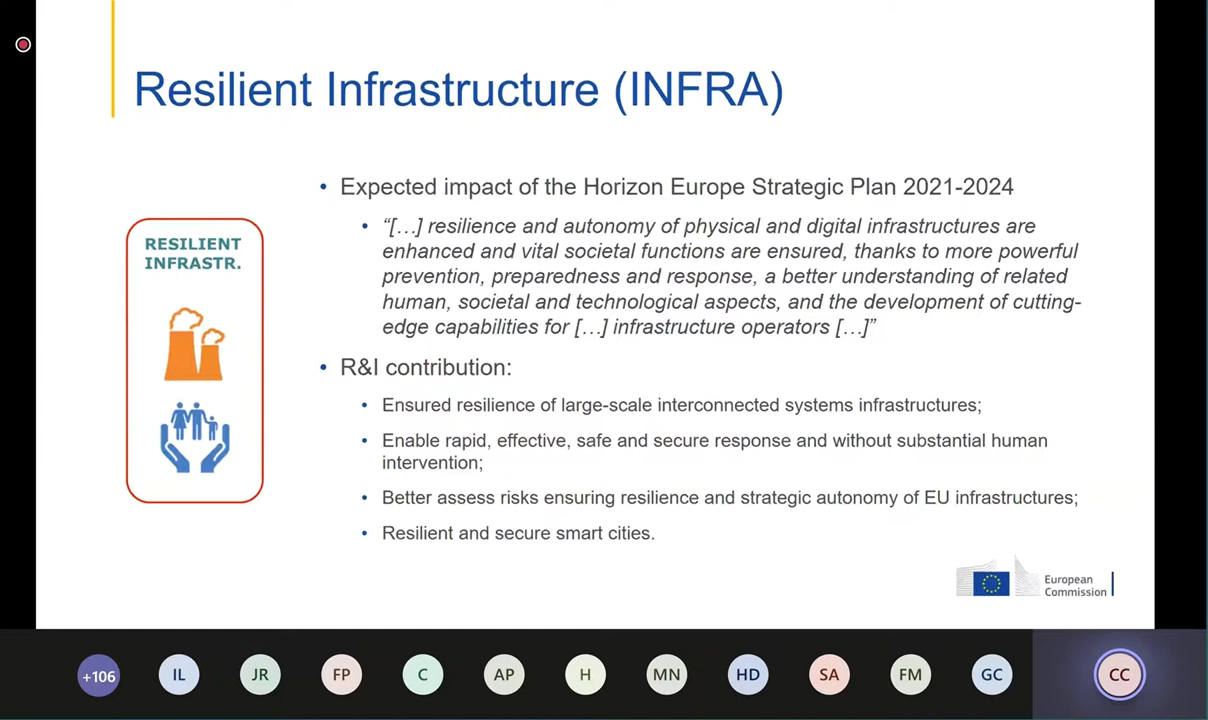 Resilient Infrastructure (INFRA)
RESILIENT
INFRASTR.
• Expected impact of the Horizon Europe Strategic Plan 2021-2024
• “[…] resilience and autonomy of physical and digital infrastructures are
enhanced and vital societal functions are ensured, thanks to more powerful
prevention, preparedness and response, a better understanding of related
human, societal and technological aspects, and the development of cutting-
edge capabilities for […] infrastructure operators […]”
• R&I contribution:
• Ensured resilience of large-scale interconnected systems infrastructures;
• Enable rapid, effective, safe and secure response and without substantial human
intervention;
• Better assess risks ensuring resilience and strategic autonomy of EU infrastructures;
• Resilient and secure smart cities.
European
Commission
+106 IL JR FP C AP H MN HD SA FM GC CC